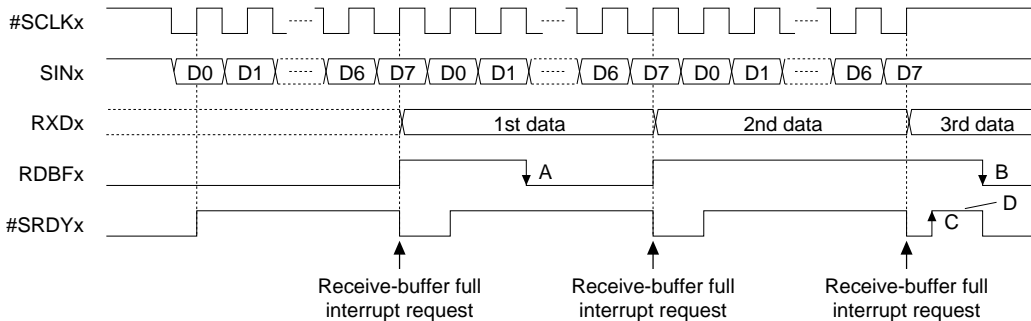 #SCLKx
SINx D0 D1 D6 D7 D0 D1 D6 D7 D0 D1 D6 D7
RXDx 1st data 2nd data 3rd data
RDBFx A B
#SRDYx C D
Receive-buffer full Receive-buffer full Receive-buffer full
interrupt request interrupt request interrupt request